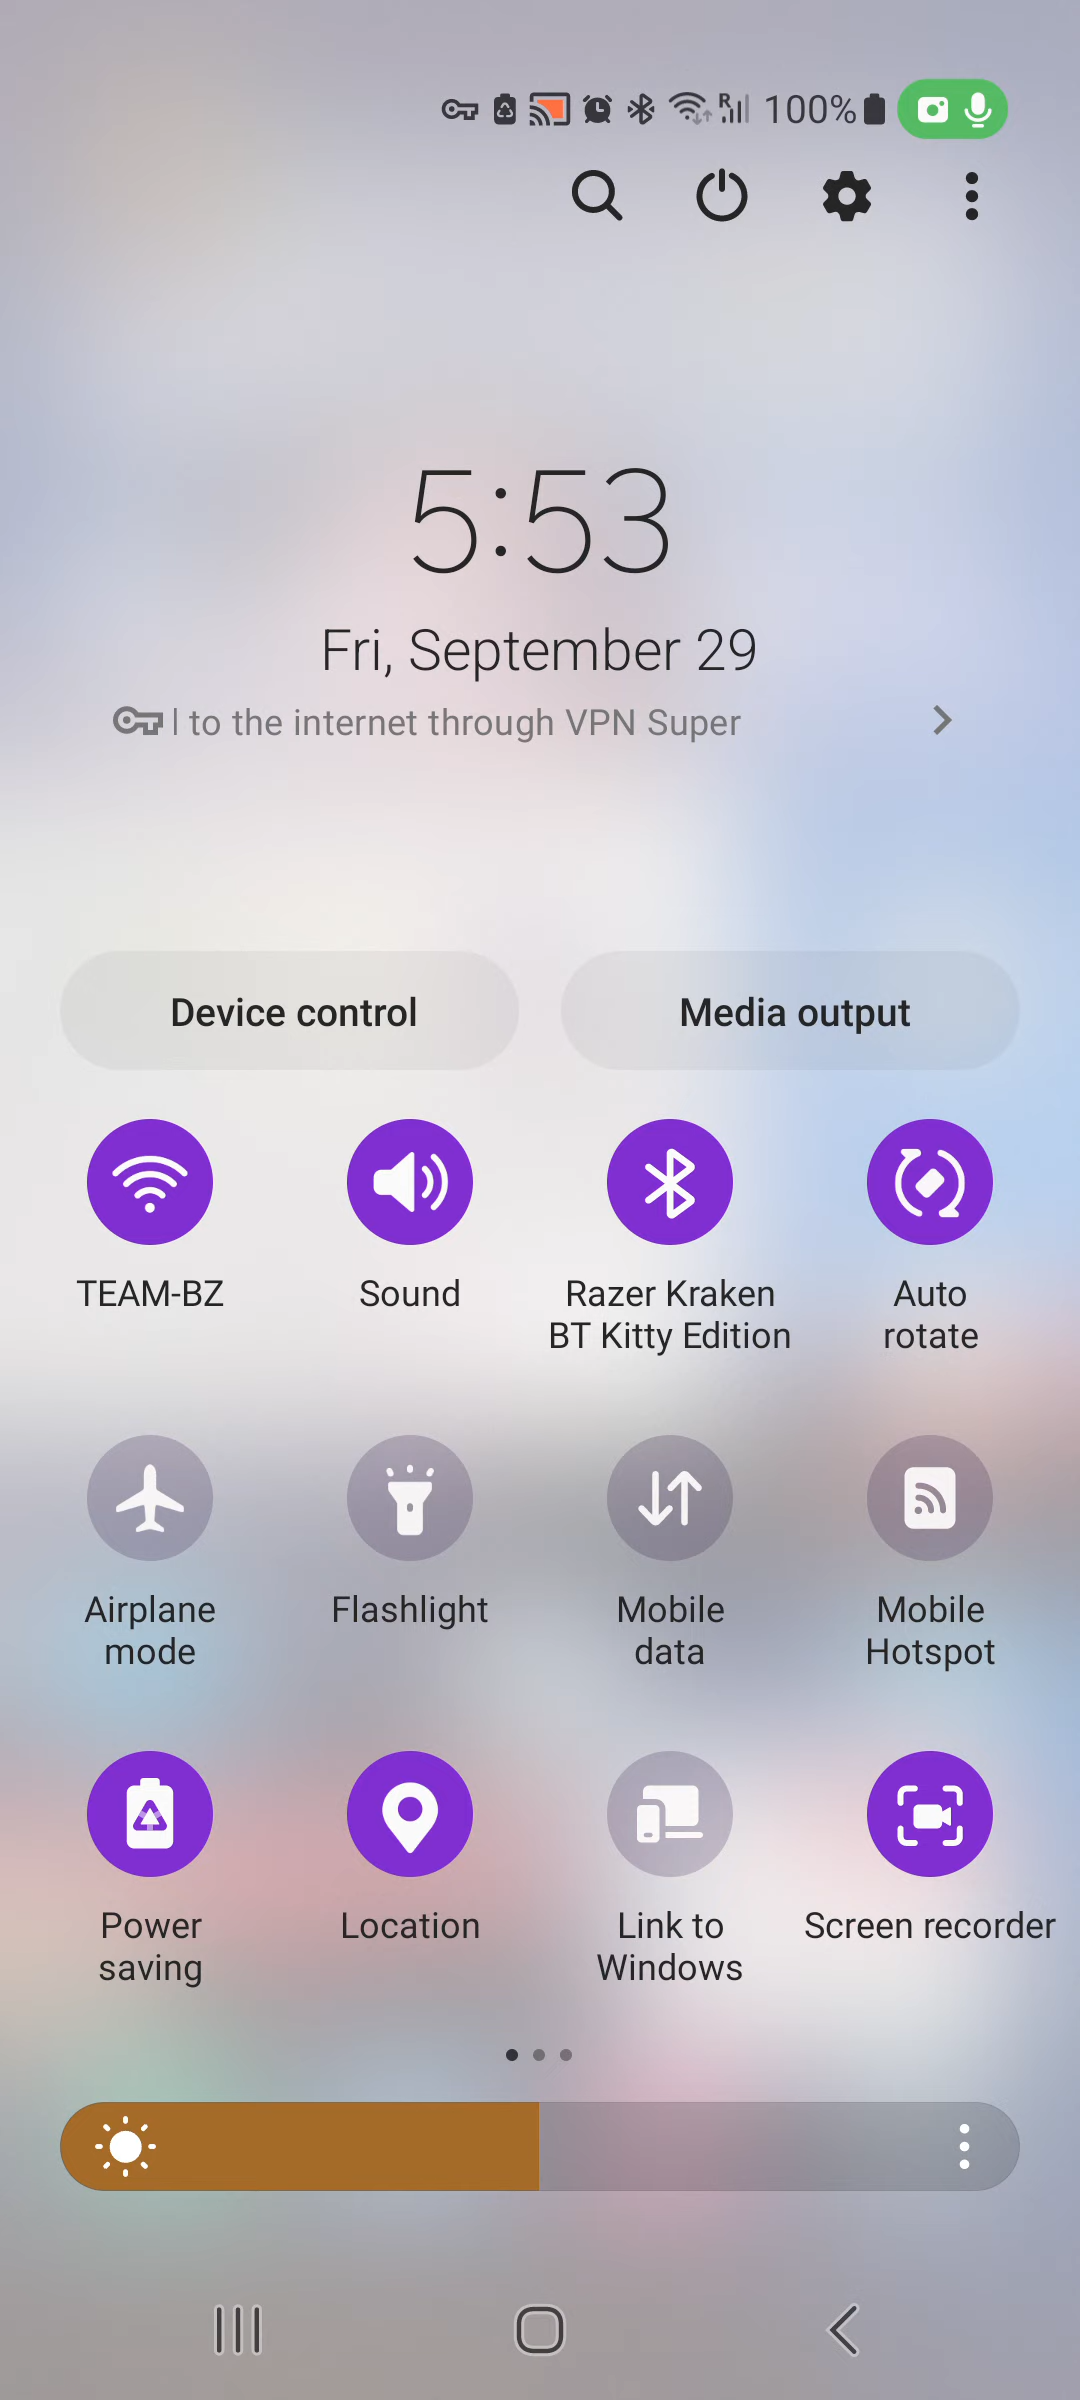 R 100%
5:53
Fri, September 29
l to the internet through VPN Super
Device control Media output
TEAM-BZ Sound Razer Kraken BT Kitty Edition Auto rotate
Airplane mode Flashlight Mobile data Mobile Hotspot
Power saving Location Link to Windows Screen recorder